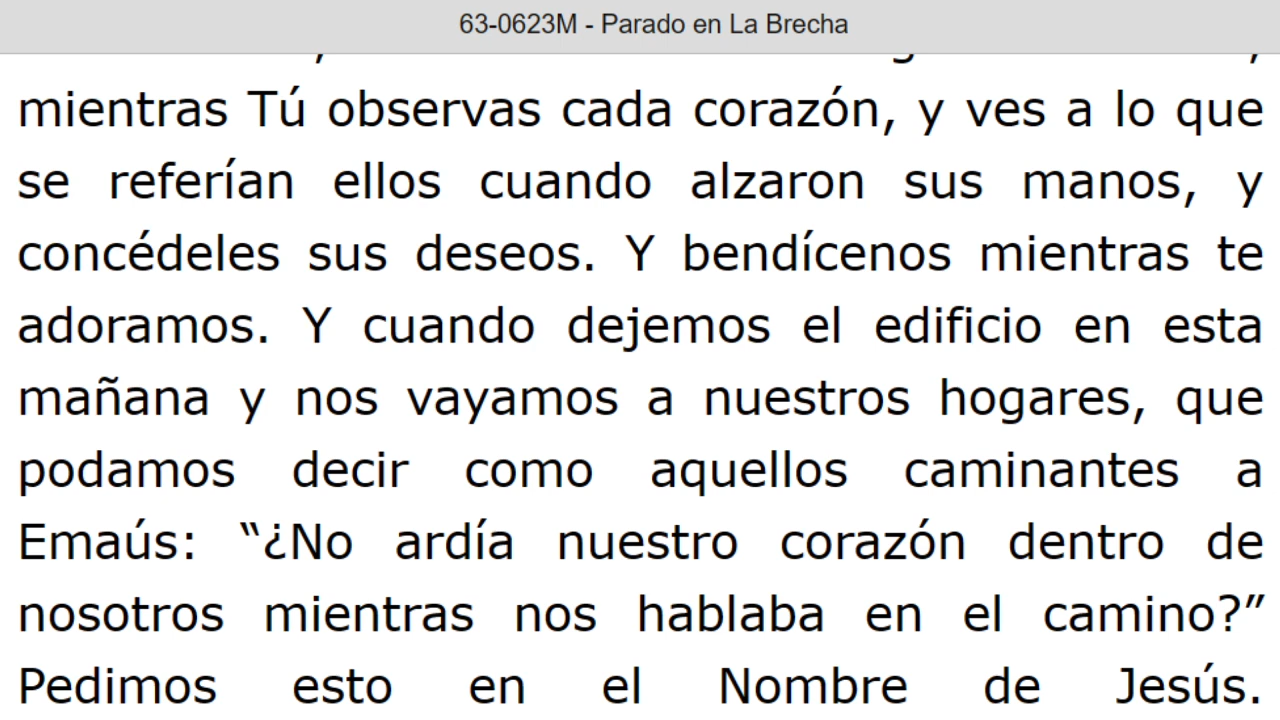 63-0623M - Parado en La Brecha
mientras Tú observas cada corazón, y ves a lo que
se referían ellos cuando alzaron sus manos, y
concédeles sus deseos. Y bendícenos mientras te
adoramos. Y cuando dejemos el edificio en esta
mañana y nos vayamos a nuestros hogares, que
podamos decir como aquellos caminantes a
Emaús: “¿No ardía nuestro corazón dentro de
nosotros mientras nos hablaba en el camino?”
Pedimos esto en el Nombre de Jesús.